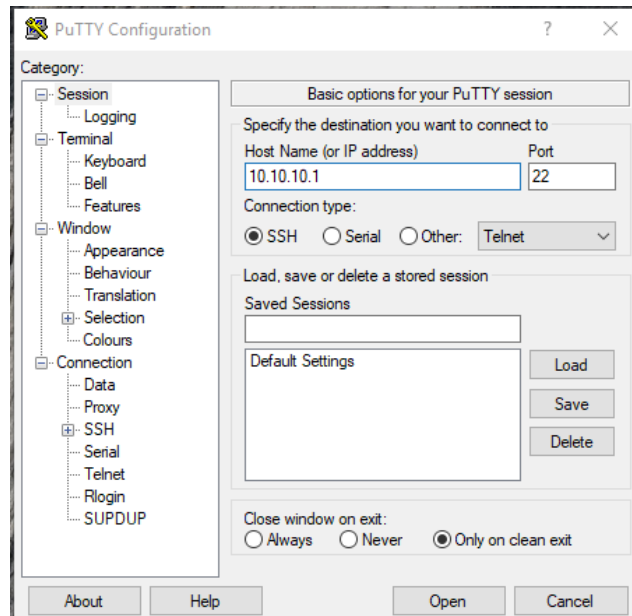 PuTTY Configuration
?
Category:
Session
Logging
Terminal
Keyboard
Bell
Features
Window
Appearance
Behaviour
Translation
Selection
Colours
Connection
Data
Proxy
SSH
Serial
Telnet
Rlogin
SUPDUP
Basic options for your PuTTY session
Specify the destination you want to connect to
Host Name (or IP address) Port
10.10.10.1 22
Connection type:
SSH Serial Other: Telnet
Load, save or delete a stored session
Saved Sessions
Default Settings
Load
Save
Delete
Close window on exit:
Always Never Only on clean exit
About Help Open Cancel